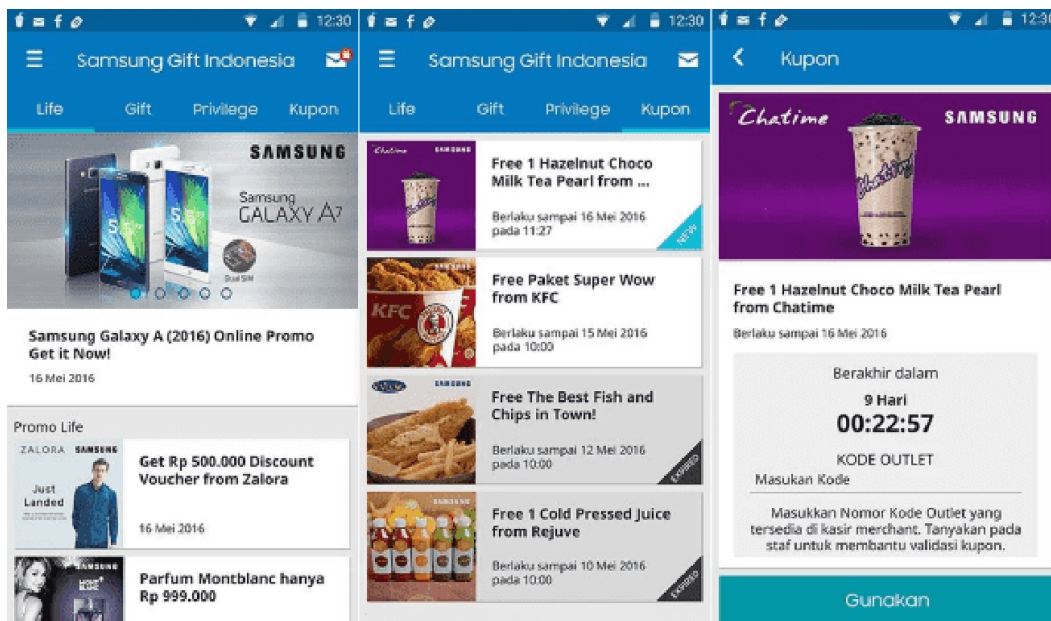 12:30
Samsung Gift Indonesia
Life Gift Privilege Kupon
SAMSUNG
Samsung
GALAXY A7
Dual SIM
Samsung Galaxy A (2016) Online Promo
Get it Now!
16 Mei 2016
Promo Life
ZALORA SAMSUNG
Just
Landed
Get Rp 500.000 Discount
Voucher from Zalora
16 Mei 2016
SAMSUNG
MONT
BLANC
Parfum Montblanc hanya
Rp 999.000
12:30
Samsung Gift Indonesia
Life Gift Privilege Kupon
Chatime SAMSUNG
Free 1 Hazelnut Choco
Milk Tea Pearl from ...
Berlaku sampai 16 Mei 2016
pada 11:27
NEW
SAMSUNG
KFC
Free Paket Super Wow
from KFC
Berlaku sampai 15 Mei 2016
pada 10:00
SAMSUNG
Free The Best Fish and
Chips in Town!
Berlaku sampai 12 Mei 2016
pada 10:00
EXPIRED
SAMSUNG
Free 1 Cold Pressed Juice
from Rejuve
Berlaku sampai 10 Mei 2016
pada 10:00
EXPIRED
12:30
Kupon
Chatime SAMSUNG
Chatime
Free 1 Hazelnut Choco Milk Tea Pearl
from Chatime
Berlaku sampai 16 Mei 2016
Berakhir dalam
9 Hari
00:22:57
KODE OUTLET
Masukan Kode
Masukkan Nomor Kode Outlet yang
tersedia di kasir merchant. Tanyakan pada
staf untuk membantu validasi kupon.
Gunakan